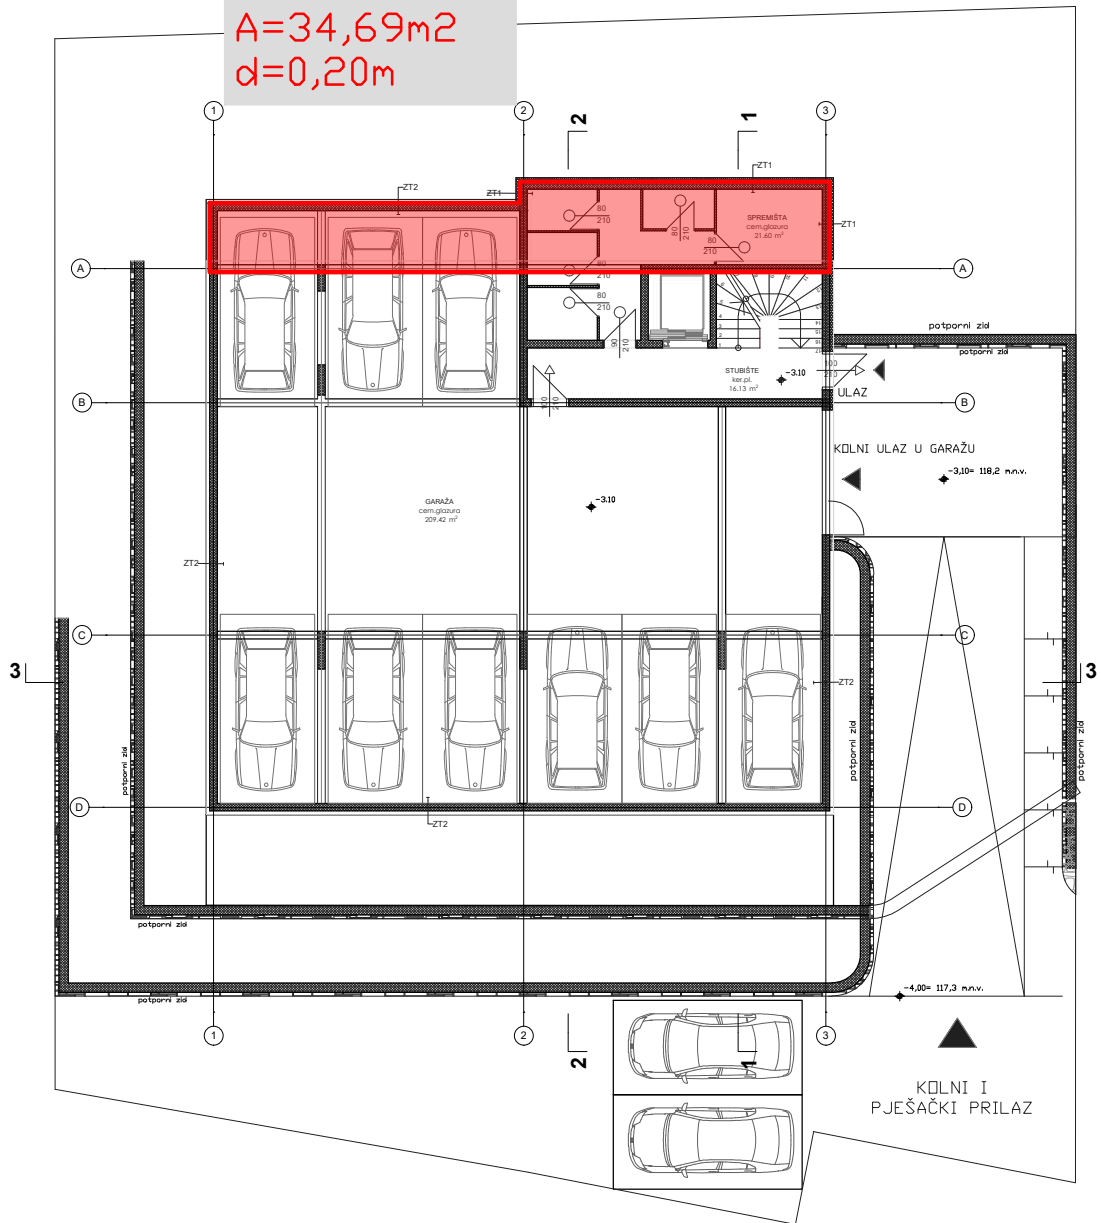 A=34,69m2
d=0,20m
1
2
3
2
1
ZT1
ZT2
ZT1
ZT1
80
210
80
210
80
210
SPREMIŠTA
cem.glazura
21.60 m²
A
A
80
210
80
210
90
210
potporni zid
potporni zid
STUBIŠTE
ker.pl.
16.13 m²
-3.10
100
210
ULAZ
B
B
100
210
KOLNI ULAZ U GARAŽU
-3,10= 118,2 m.n.v.
GARAŽA
cem.glazura
209.42 m²
-3.10
ZT2
C
C
3
3
ZT2
potporni zid
potporni zid
potporni zid
D
D
ZT2
potporni zid
potporni zid
-4,00= 117,3 m.n.v.
1
2
3
2
1
KOLNI I
PJEŠAČKI PRILAZ